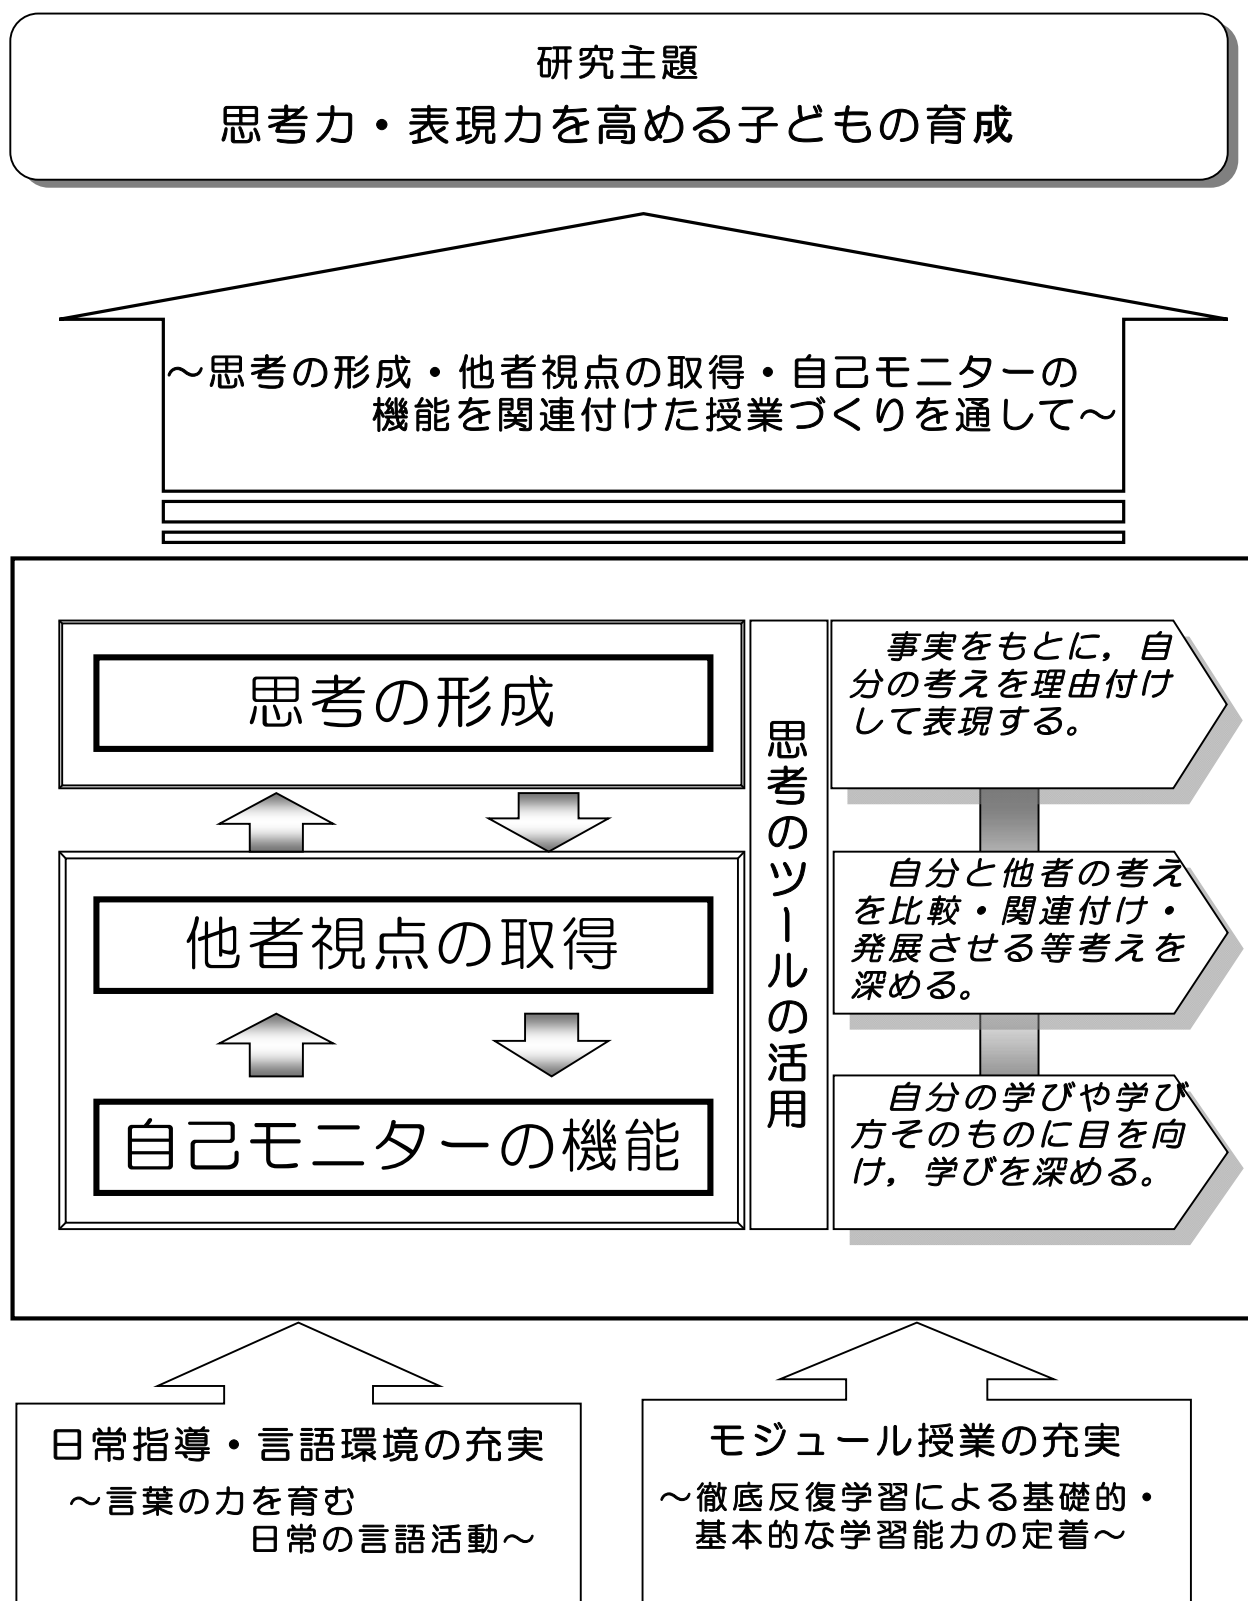 研究主題
思考力・表現力を高める子どもの育成
～思考の形成・他者視点の取得・自己モニターの
機能を関連付けた授業づくりを通して～
思考の形成
他者視点の取得
自己モニターの機能
思考のツールの活用
事実をもとに，自
分の考えを理由付け
して表現する。
自分と他者の考え
を比較・関連付け・
発展させる等考えを
深める。
自分の学びや学び
方そのものに目を向
け，学びを深める。
日常指導・言語環境の充実
～言葉の力を育む
日常の言語活動～
モジュール授業の充実
～徹底反復学習による基礎的・
基本的な学習能力の定着～